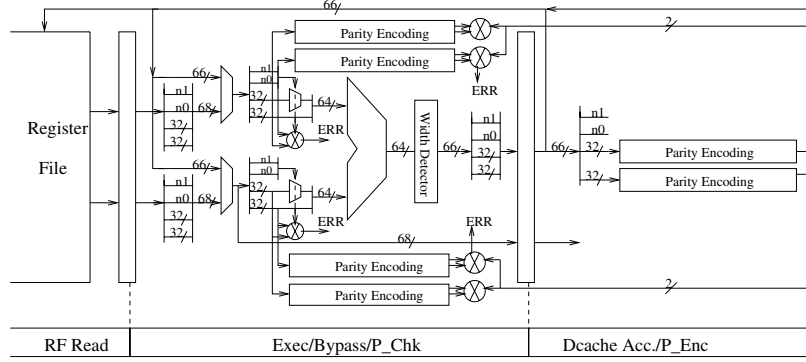 66
2
Parity Encoding
Parity Encoding
ERR
n1
n0
32
32
66
68
n1
n0
32
32
64
ERR
Register
File
64
Width Detector
66
n1
n0
32
32
66
n1
n0
32
32
Parity Encoding
Parity Encoding
n1
n0
32
32
66
68
n1
n0
32
32
64
ERR
ERR
68
Parity Encoding
Parity Encoding
2
RF Read
Exec/Bypass/P_Chk
Dcache Acc./P_Enc